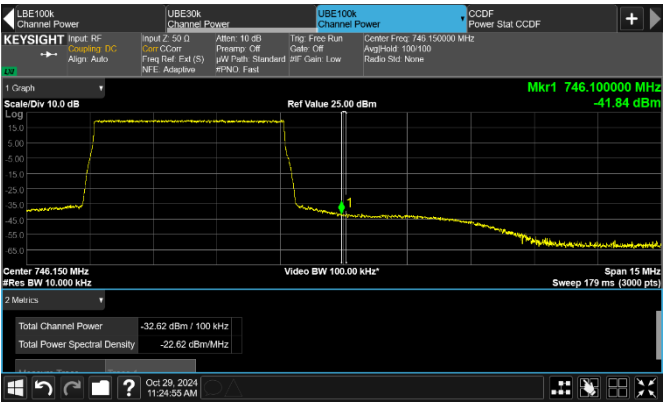 LBE100k
Channel Power
UBE30k
Channel Power
UBE100k
Channel Power
CCDF
Power Stat CCDF
KEYSIGHT
Input: RF
Coupling: DC
Align: Auto
Input Z: 50 Ω
Corr CCorr
Freq Ref: Ext (S)
NFE: Adaptive
Atten: 10 dB
Preamp: Off
µW Path: Standard
#PNO: Fast
Trig: Free Run
Gate: Off
#IF Gain: Low
Center Freq: 746.150000 MHz
Avg|Hold: 100/100
Radio Std: None
1 Graph
Mkr1 746.100000 MHz
-41.84 dBm
Scale/Div 10.0 dB
Ref Value 25.00 dBm
Log
15.0
5.00
-5.00
-15.0
-25.0
-35.0
-45.0
-55.0
-65.0
1
Center 746.150 MHz
Video BW 100.00 kHz*
Span 15 MHz
#Res BW 10.000 kHz
Sweep 179 ms (3000 pts)
2 Metrics
Total Channel Power
-32.62 dBm / 100 kHz
Total Power Spectral Density
-22.62 dBm/MHz
?
Oct 29, 2024
11:24:55 AM